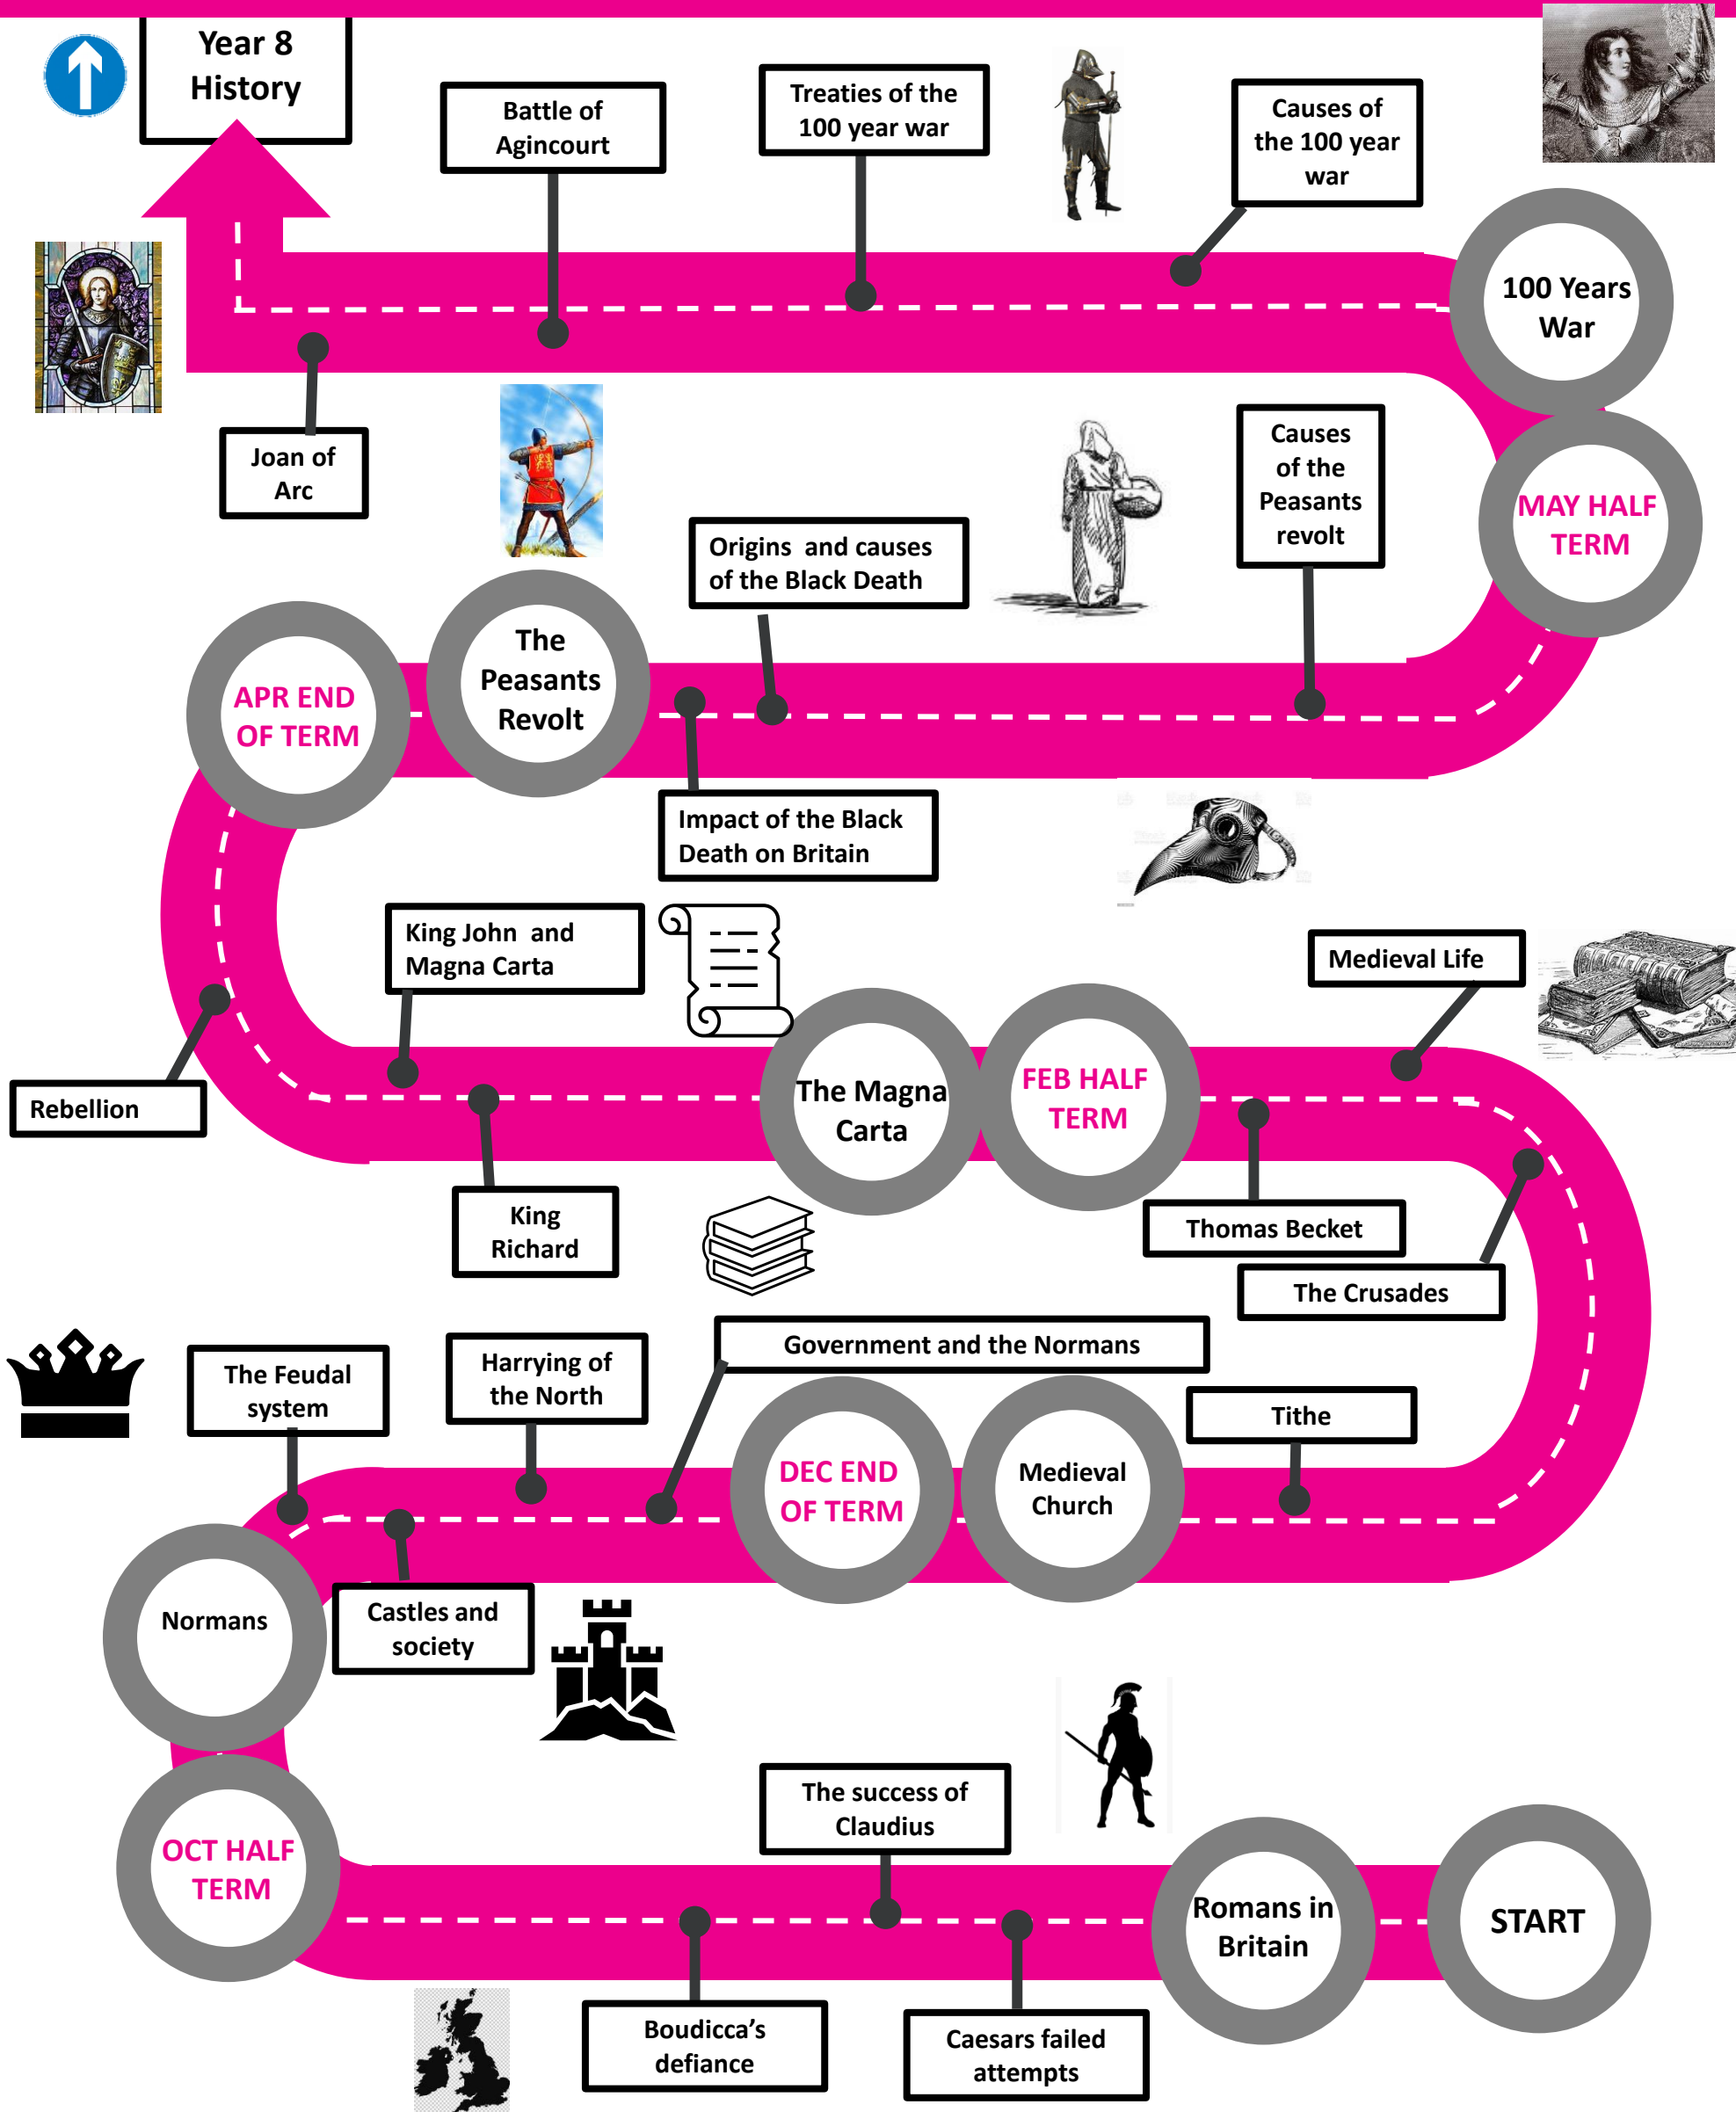 Year 8
History
Battle of
Agincourt
Treaties of the
100 year war
Causes of
the 100 year
war
100 Years
War
Joan of
Arc
Causes
of the
Peasants
revolt
MAY HALF
TERM
Origins and causes
of the Black Death
The
Peasants
Revolt
APR END
OF TERM
Impact of the Black
Death on Britain
King John and
Magna Carta
Medieval Life
The Magna
Carta
FEB HALF
TERM
Rebellion
King
Richard
Thomas Becket
The Crusades
Government and the Normans
Harrying of
the North
The Feudal
system
Tithe
DEC END
OF TERM
Medieval
Church
Normans
Castles and
society
The success of
Claudius
OCT HALF
TERM
Romans in
Britain
START
Boudicca’s
defiance
Caesars failed
attempts